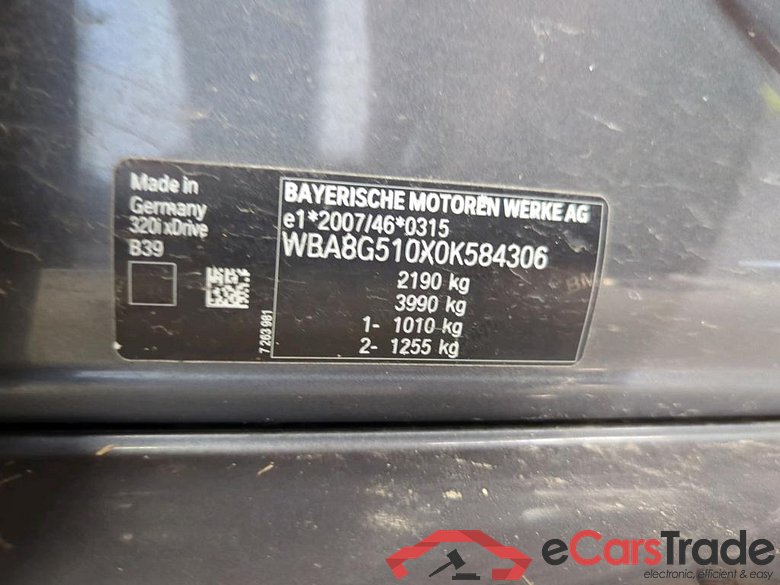 Made in
Germany
320i xDrive
B39
7 263 981
BAYERISCHE MOTOREN WERKE AG
e1*2007/46*0315
WBA8G510X0K584306
2190 kg
3990 kg
1- 1010 kg
2- 1255 kg
eCarsTrade
electronic, efficient & easy